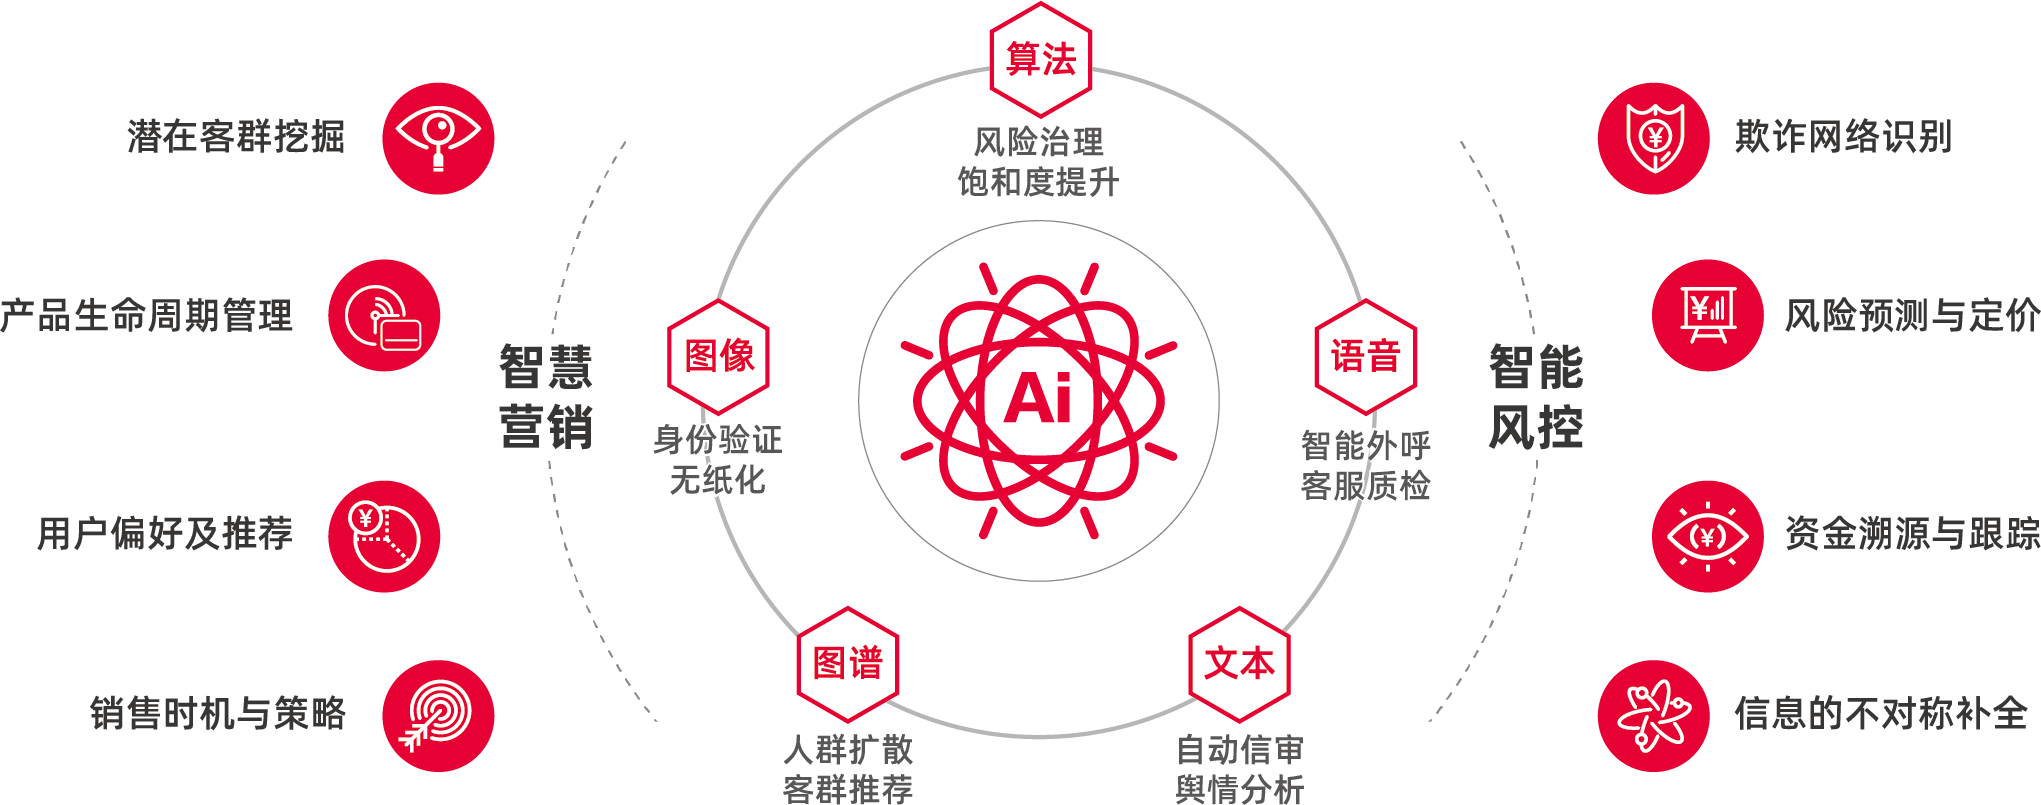 潜在客群挖掘
产品生命周期管理
用户偏好及推荐
¥
销售时机与策略
智慧
营销
算法
风险治理
饱和度提升
图像
身份验证
无纸化
Ai
语音
智能外呼
客服质检
图谱
人群扩散
客群推荐
文本
自动信审
舆情分析
智能
风控
¥
欺诈网络识别
¥
风险预测与定价
(¥)
资金溯源与跟踪
信息的不对称补全